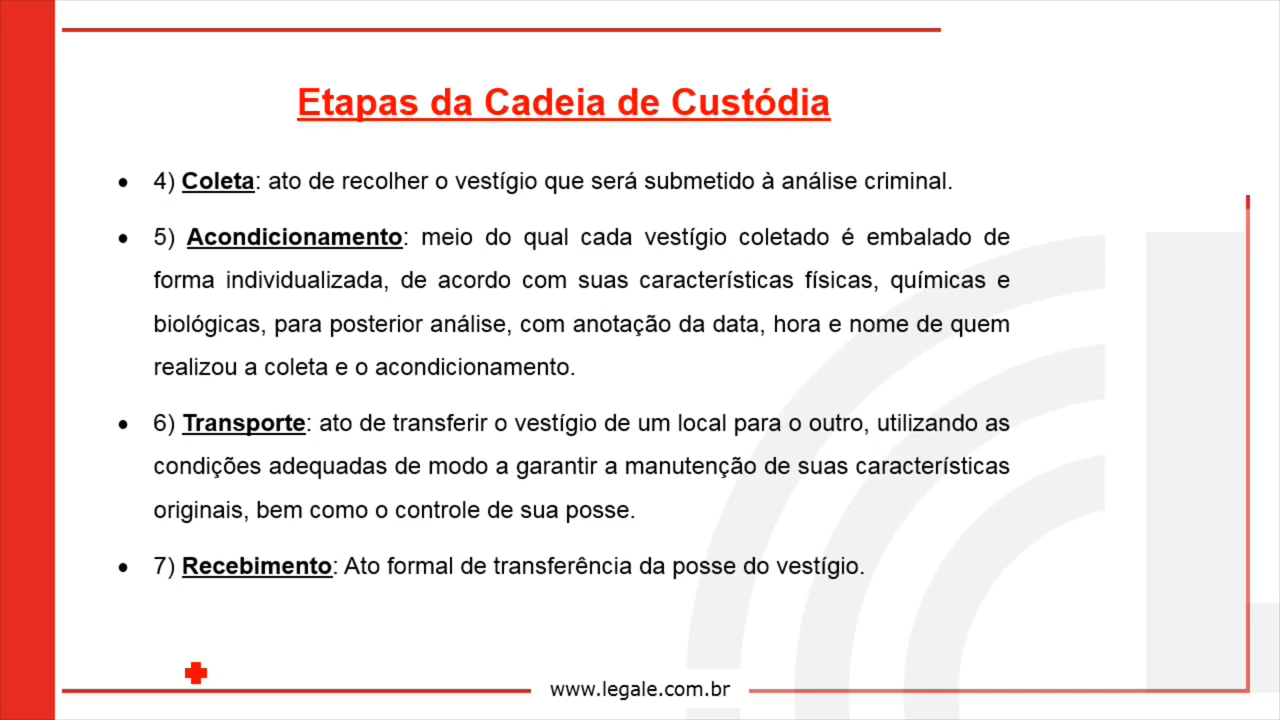 Etapas da Cadeia de Custódia
• 4) Coleta: ato de recolher o vestígio que será submetido à análise criminal.
• 5) Acondicionamento: meio do qual cada vestígio coletado é embalado de
forma individualizada, de acordo com suas características físicas, químicas e
biológicas, para posterior análise, com anotação da data, hora e nome de quem
realizou a coleta e o acondicionamento.
• 6) Transporte: ato de transferir o vestígio de um local para o outro, utilizando as
condições adequadas de modo a garantir a manutenção de suas características
originais, bem como o controle de sua posse.
• 7) Recebimento: Ato formal de transferência da posse do vestígio.
www.legale.com.br